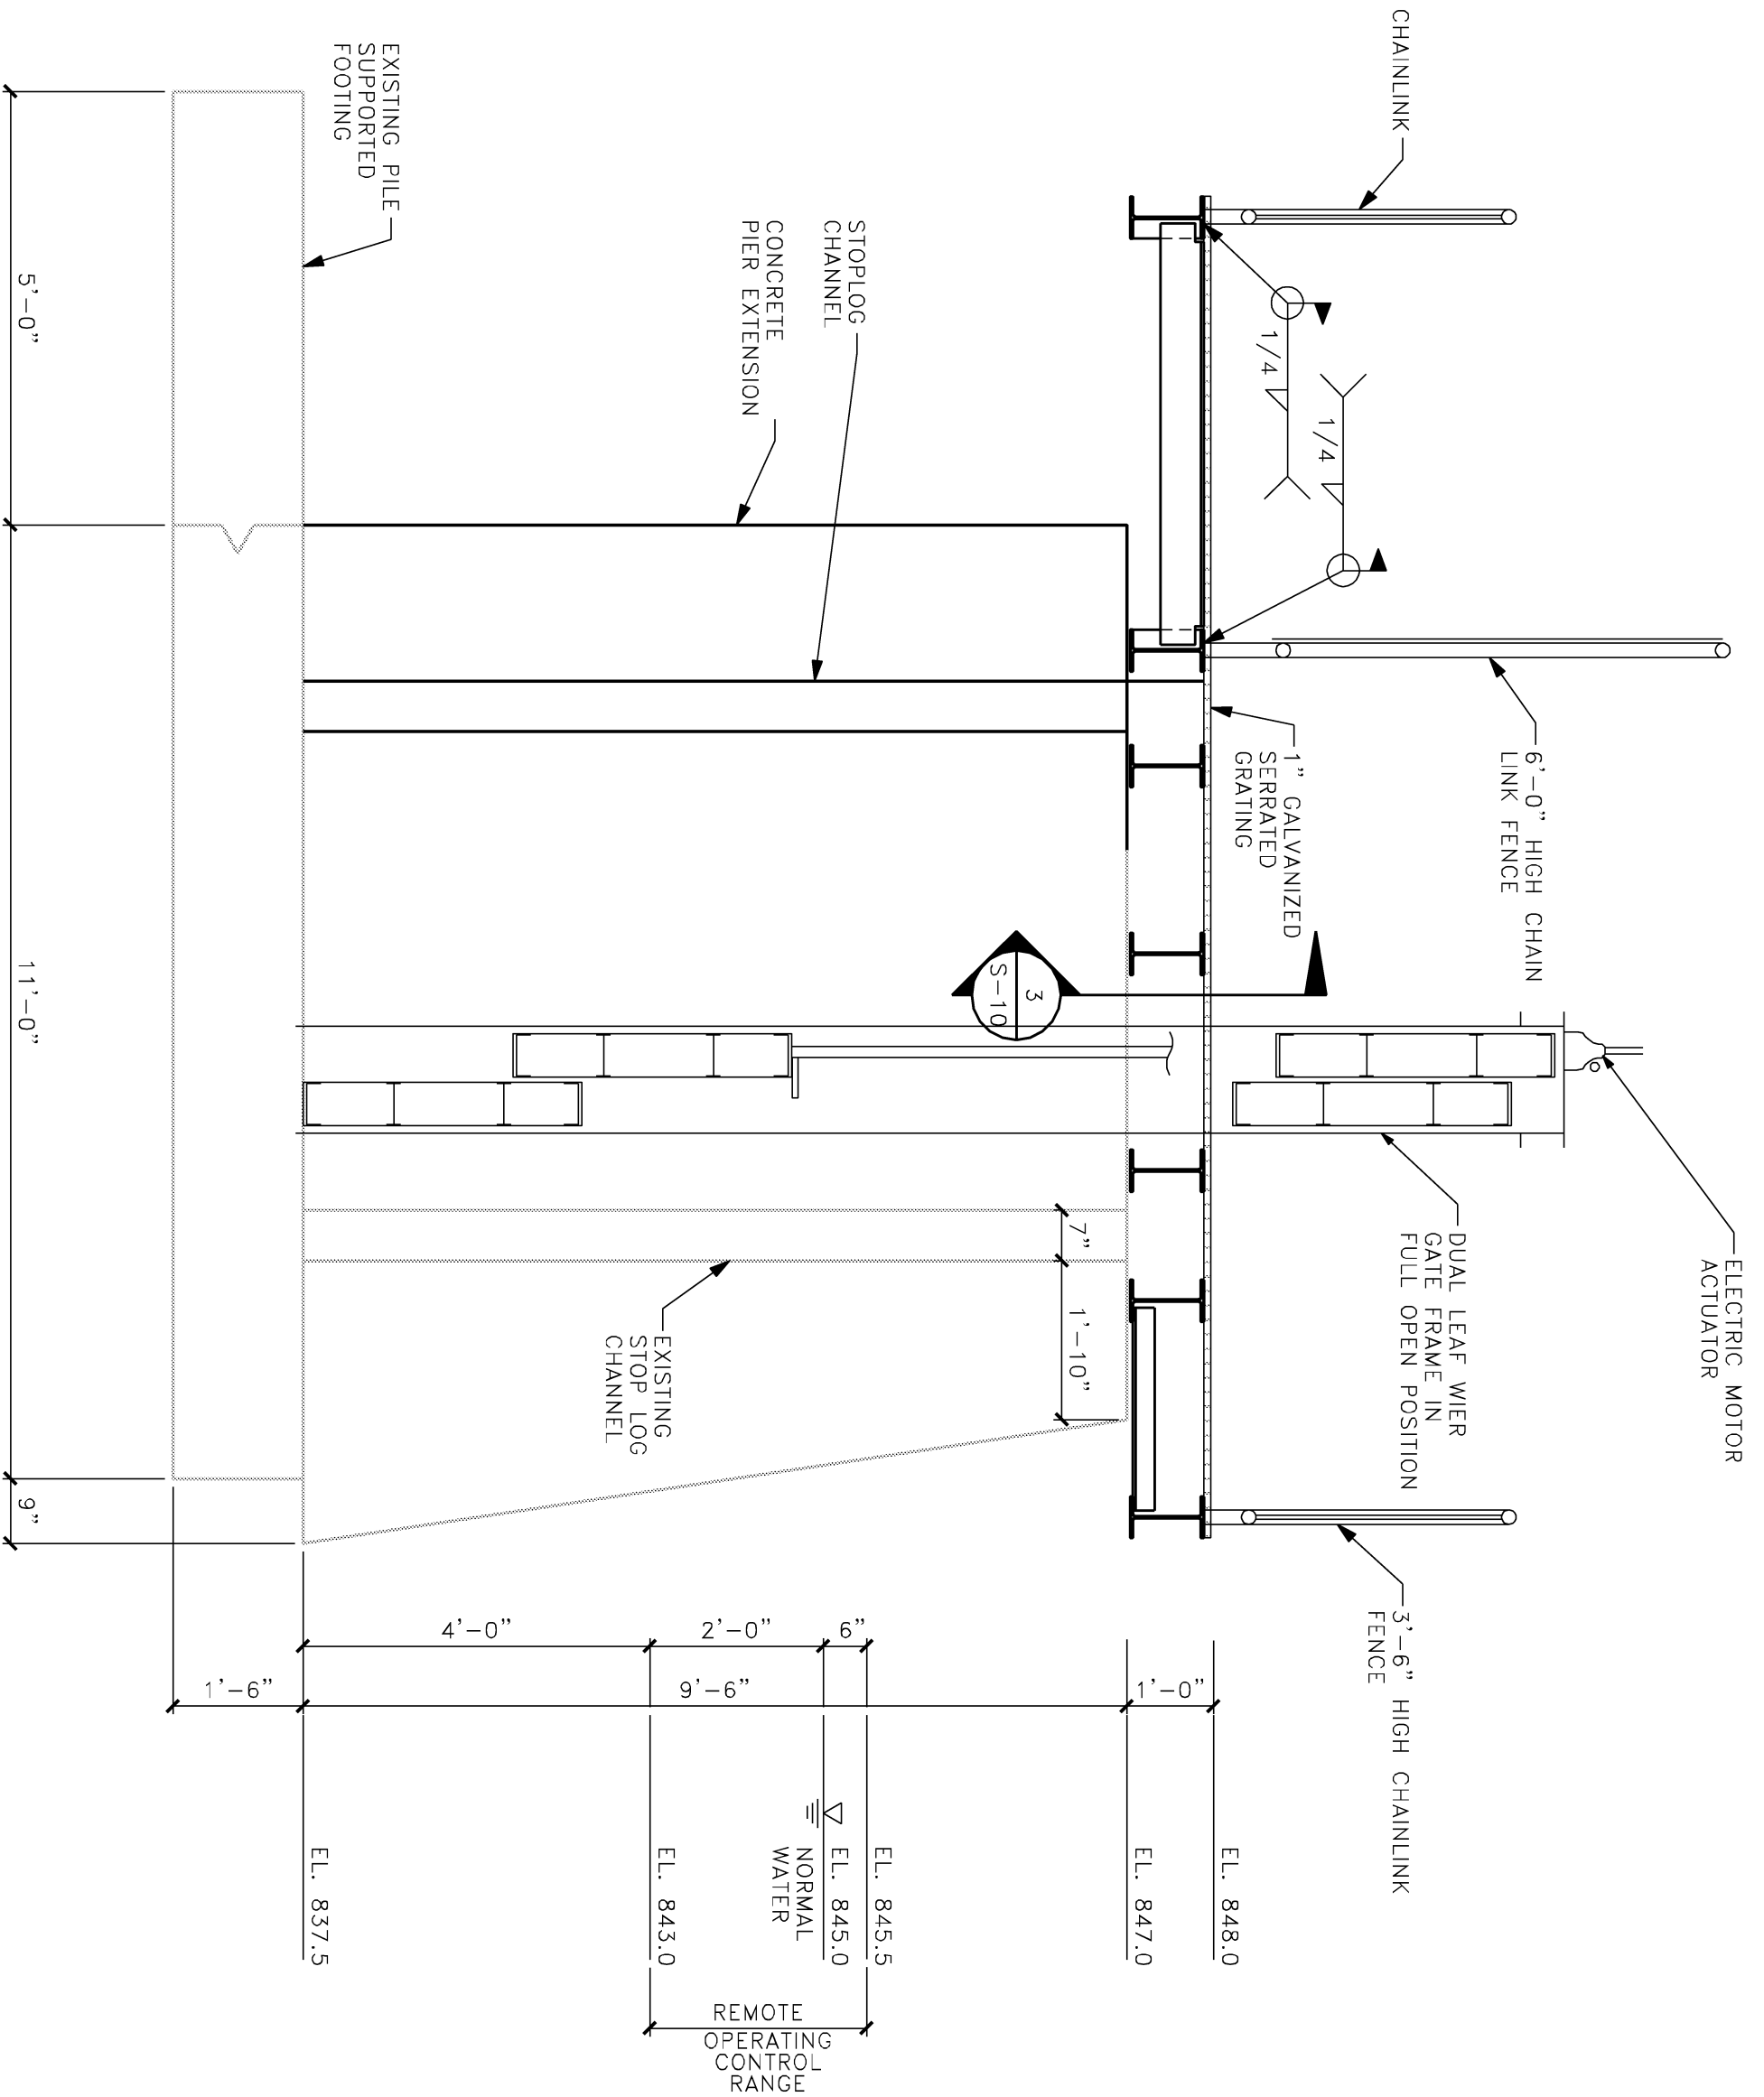 CHAINLINK
1/4
1/4
6'-0" HIGH CHAIN
LINK FENCE
1" GALVANIZED
SERRATED
GRATING
ELECTRIC MOTOR
ACTUATOR
DUAL LEAF WIER
GATE FRAME IN
FULL OPEN POSITION
3'-6" HIGH CHAINLINK
FENCE
STOPLOG
CHANNEL
CONCRETE
PIER EXTENSION
3
S-10
7"
1'-10"
EXISTING
STOP LOG
CHANNEL
EXISTING PILE
SUPPORTED
FOOTING
5'-0"
11'-0"
9"
1'-6"
4'-0"
2'-0"
6"
9'-6"
1'-0"
EL. 848.0
EL. 847.0
EL. 845.5
EL. 845.0
NORMAL
WATER
EL. 843.0
EL. 837.5
REMOTE
OPERATING
CONTROL
RANGE